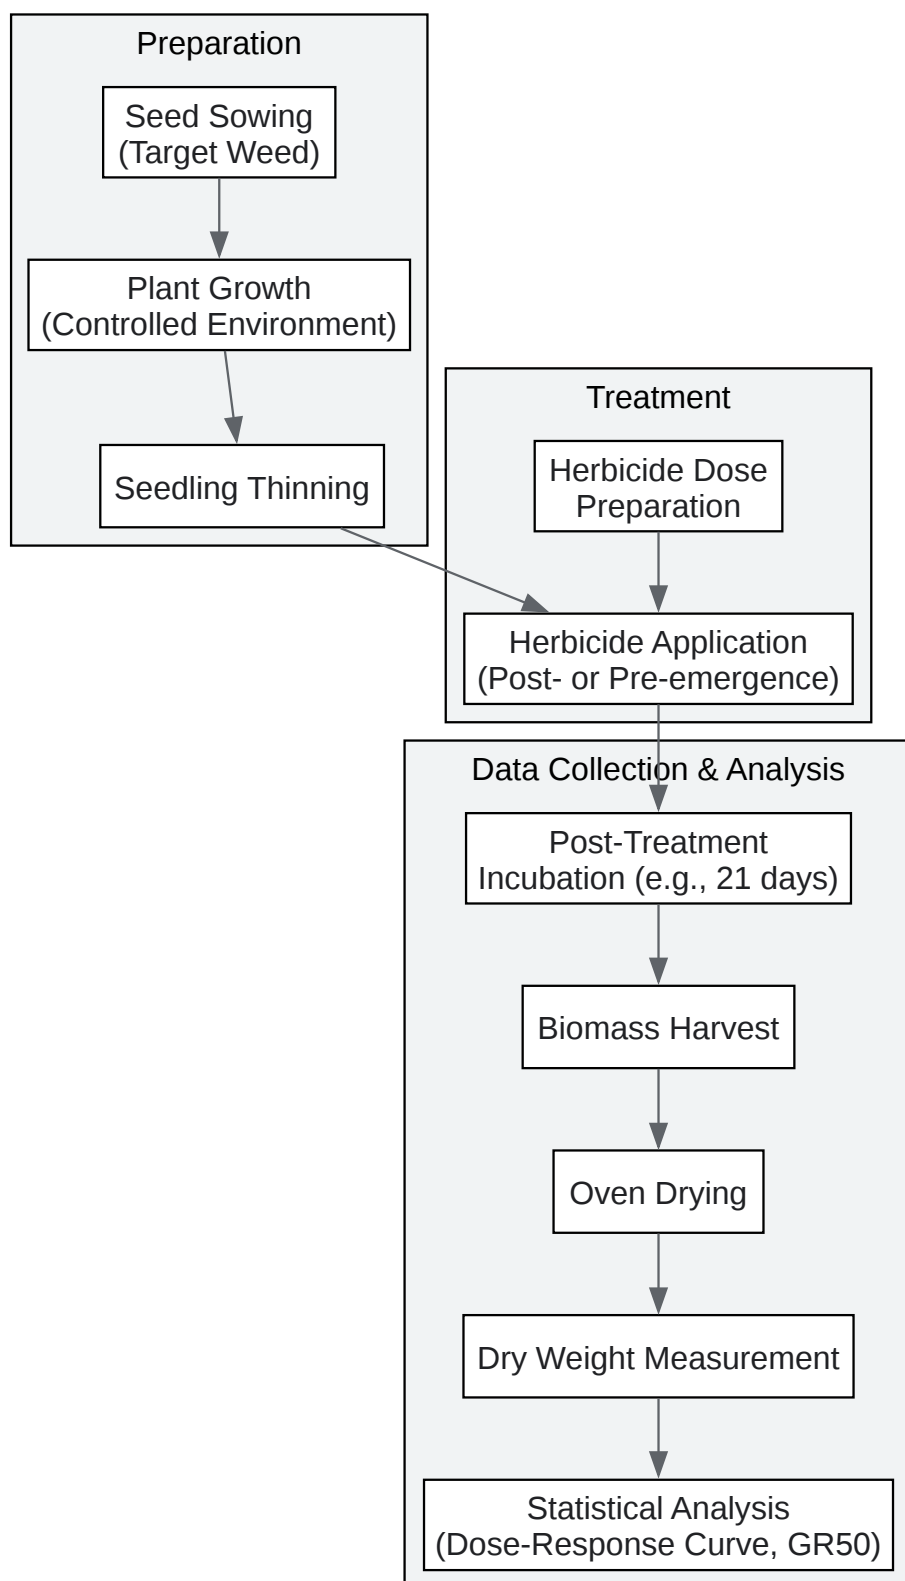 Preparation
Seed Sowing
(Target Weed)
Plant Growth
(Controlled Environment)
Seedling Thinning
Treatment
Herbicide Dose
Preparation
Herbicide Application
(Post- or Pre-emergence)
Data Collection & Analysis
Post-Treatment
Incubation (e.g., 21 days)
Biomass Harvest
Oven Drying
Dry Weight Measurement
Statistical Analysis
(Dose-Response Curve, GR50)